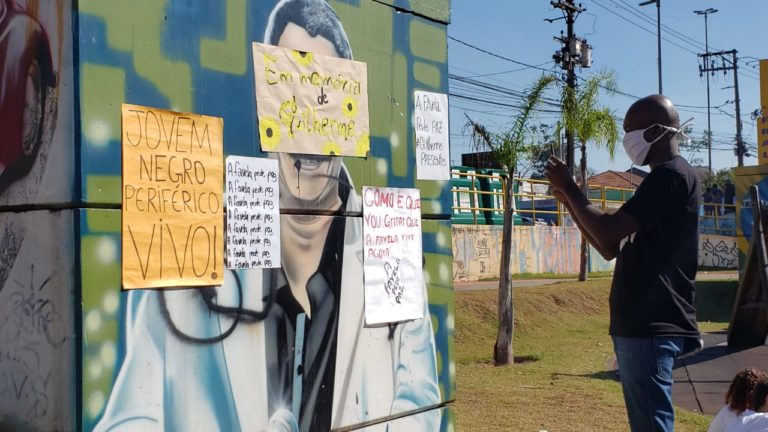 JOVEM
NEGRO
PERIFÉRICO
VIVO!
A favela pede paz
A favela pede paz
A favela pede paz
A favela pede paz
A favela pede paz
A favela pede paz
A favela pede paz
A favela pede paz
Em memória
de
Guilherme
A FAVELA
Pede PAZ
#Guilherme
PRESENTE
COMO E QUE
VOU GRITAR QUE
A FAVELA VIVE
AGORA
FAVELA
PEDE
PAZ